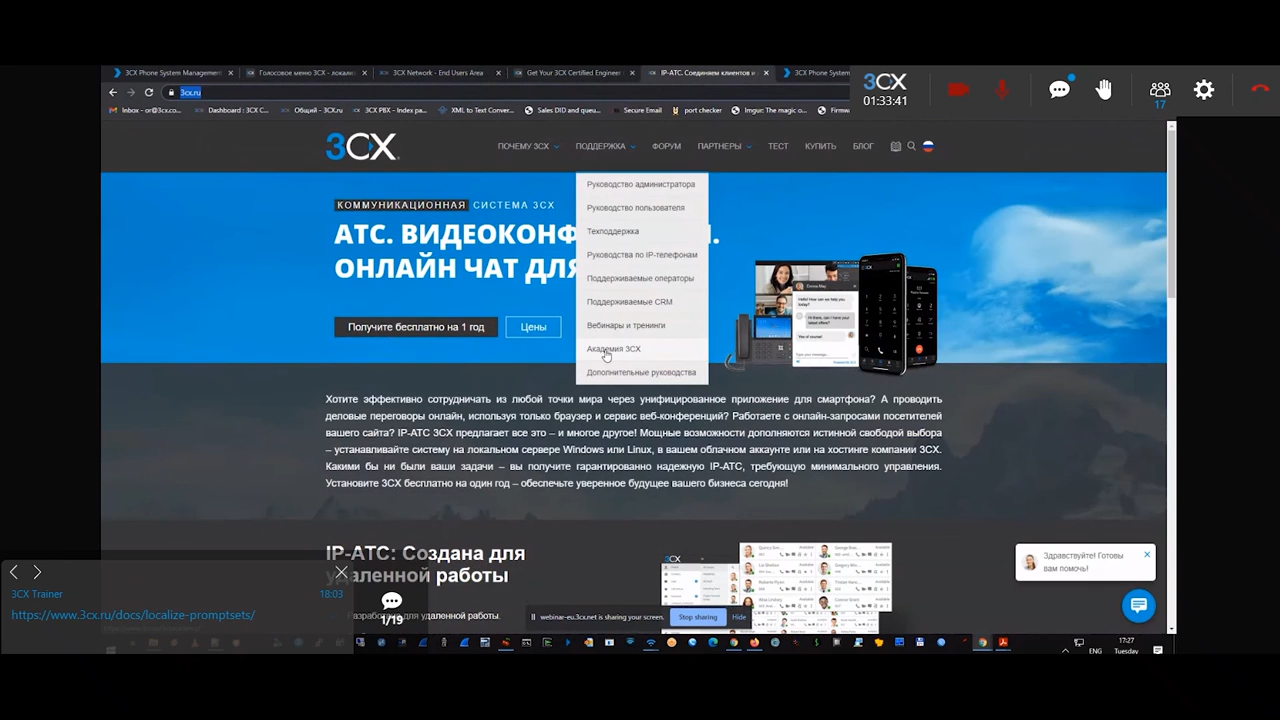 3CX Phone System Management
Голосовое меню 3CX - локали
3CX Network - End Users Area
Get Your 3CX Certified Engineer
IP-АТС. Соединяем клиентов и
3CX Phone System
3cx.ru
3CX
01:33:41
17
Inbox - or@3cx.co...
Dashboard : 3CX C...
Общий - 3CX.ru
3CX PBX - Index pa...
XML to Text Conver...
Sales DID and queu...
Secure Email
port checker
Imgur: The magic o...
Firmw
3CX
ПОЧЕМУ 3CX
ПОДДЕРЖКА
ФОРУМ
ПАРТНЕРЫ
ТЕСТ
КУПИТЬ
БЛОГ
Руководство администратора
Руководство пользователя
Техподдержка
Руководства по IP-телефонам
Поддерживаемые операторы
Поддерживаемые CRM
Вебинары и тренинги
Академия 3CX
Дополнительные руководства
КОММУНИКАЦИОННАЯ СИСТЕМА 3CX
АТС. ВИДЕОКОНФ
ОНЛАЙН ЧАТ ДЛЯ
Получите бесплатно на 1 год
Цены
Хотите эффективно сотрудничать из любой точки мира через унифицированное приложение для смартфона? А проводить
деловые переговоры онлайн, используя только браузер и сервис веб-конференций? Работаете с онлайн-запросами посетителей
вашего сайта? IP-АТС 3CX предлагает все это – и многое другое! Мощные возможности дополняются истинной свободой выбора
– устанавливайте систему на локальном сервере Windows или Linux, в вашем облачном аккаунте или на хостинге компании 3CX.
Какими бы ни были ваши задачи – вы получите гарантированно надежную IP-АТС, требующую минимального управления.
Установите 3CX бесплатно на один год – обеспечьте уверенное будущее вашего бизнеса сегодня!
IP-АТС: Создана для
3CX
Здравствуйте! Готовы
вам помочь!
3CX Trainer
18:03
webinar-eu.3cx.net is sharing your screen.
Stop sharing
Hide
ENG
17:27
Tuesday